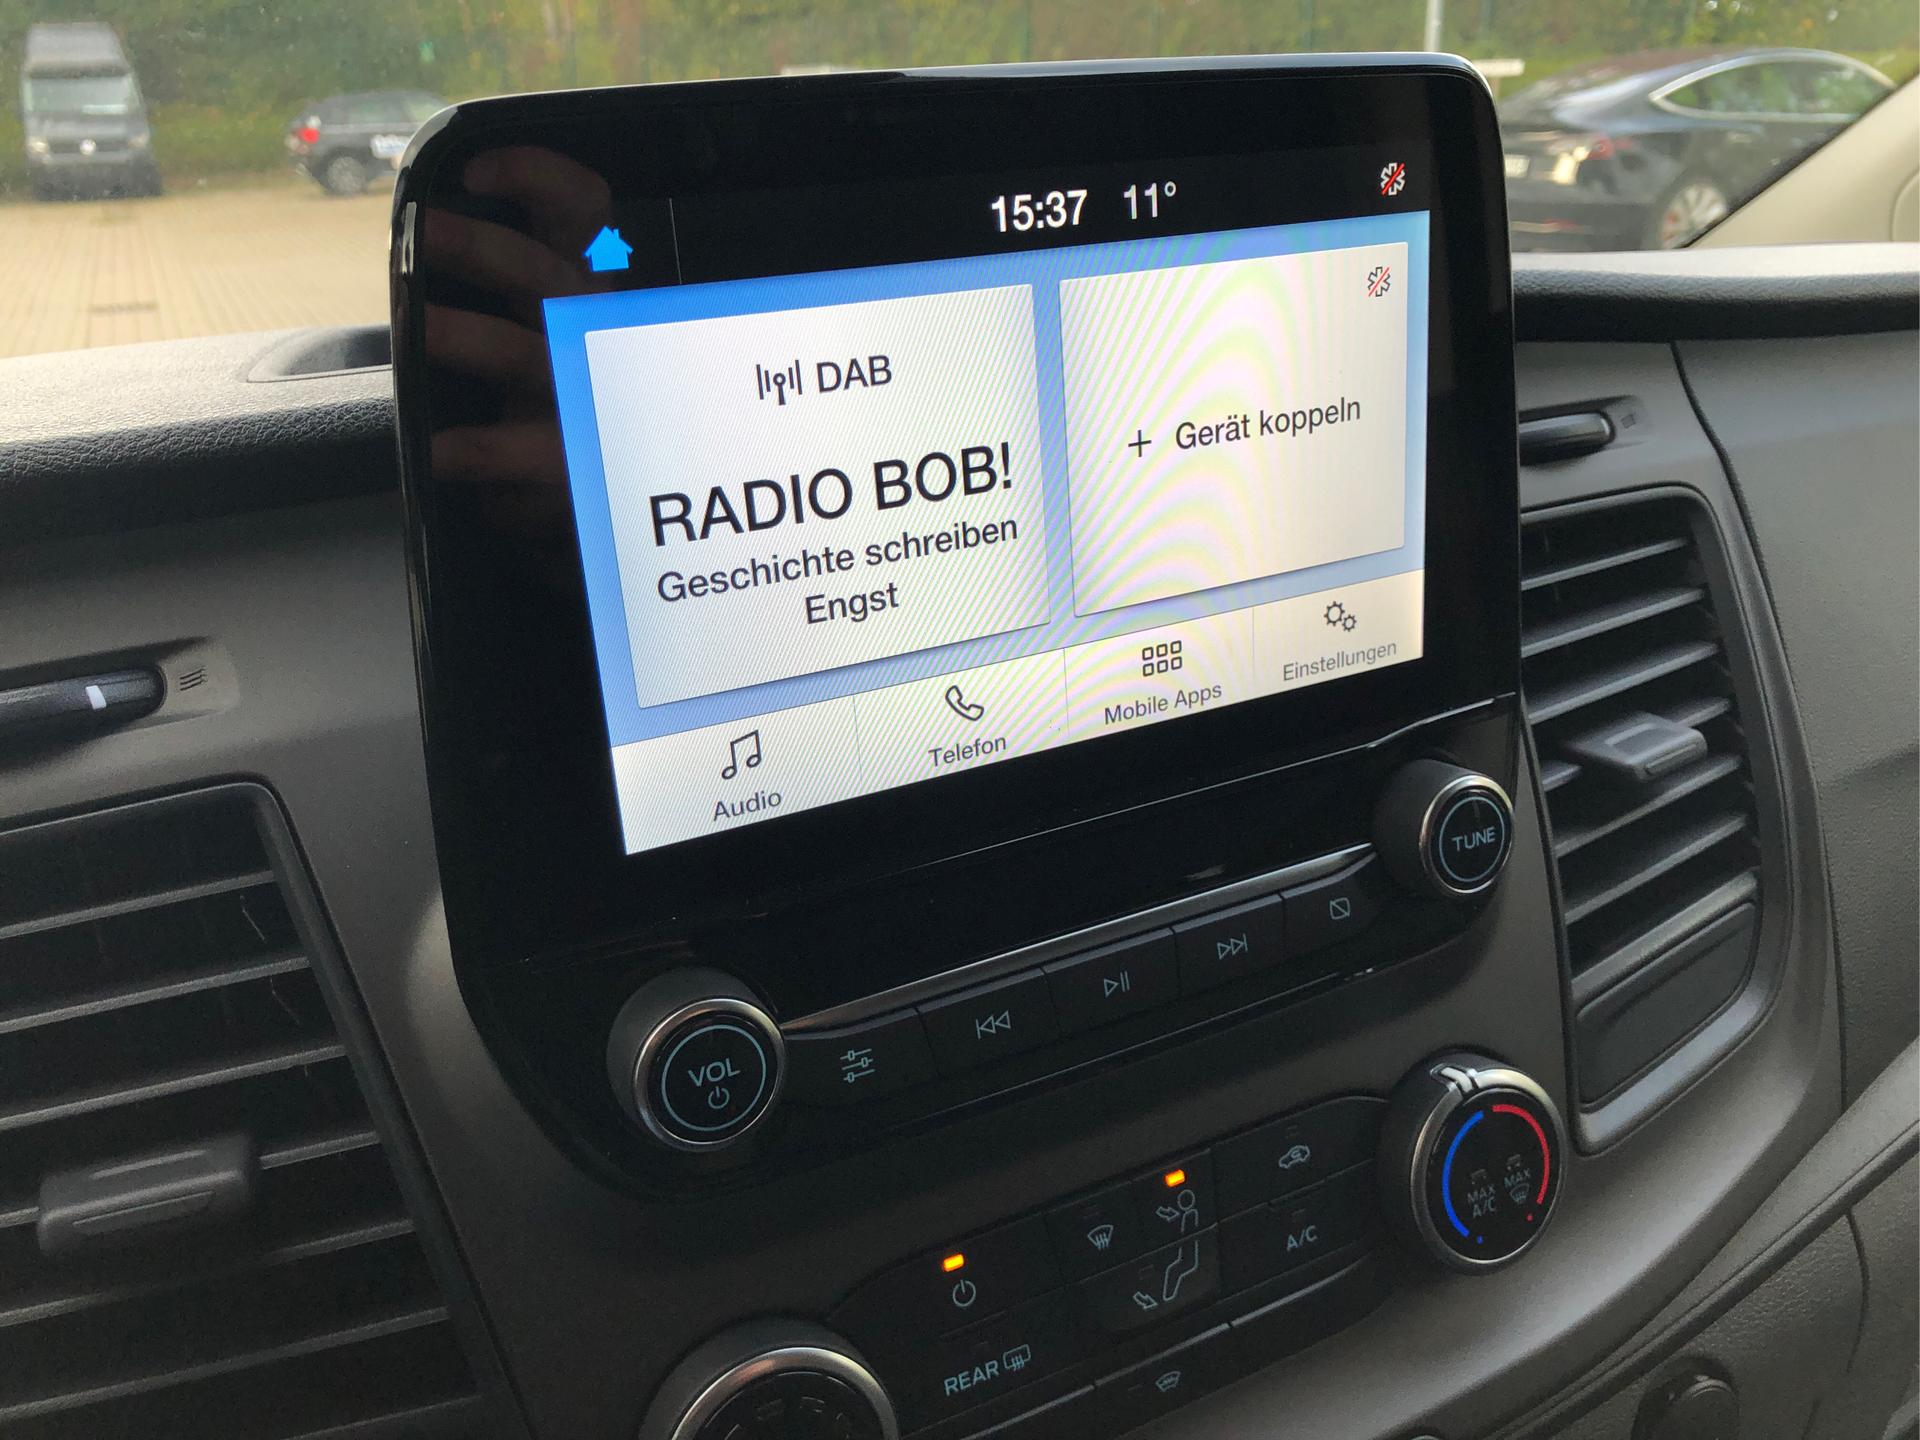 15:37 11°
DAB
RADIO BOB!
Geschichte schreiben
Engst
+ Gerät koppeln
Audio
Telefon
Mobile Apps
Einstellungen
TUNE
VOL
MAX A/C
MAX
A/C
REAR